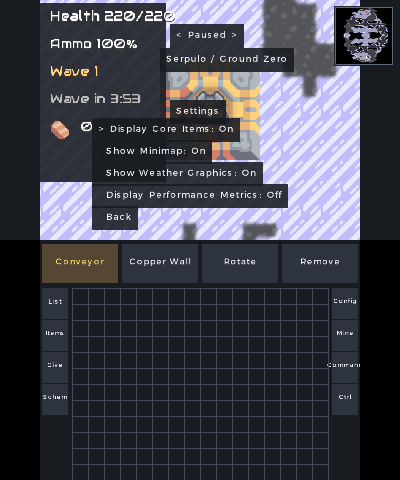 Health 220/220
< Paused >
Ammo 100%
Serpulo / Ground Zero
Wave 1
Wave in 3:53
Settings
0
> Display Core Items: On
Show Minimap: On
Show Weather Graphics: On
Display Performance Metrics: Off
Back
Conveyor
Copper Wall
Rotate
Remove
List
Config
Items
Mine
Give
Command
Schem
Ctrl